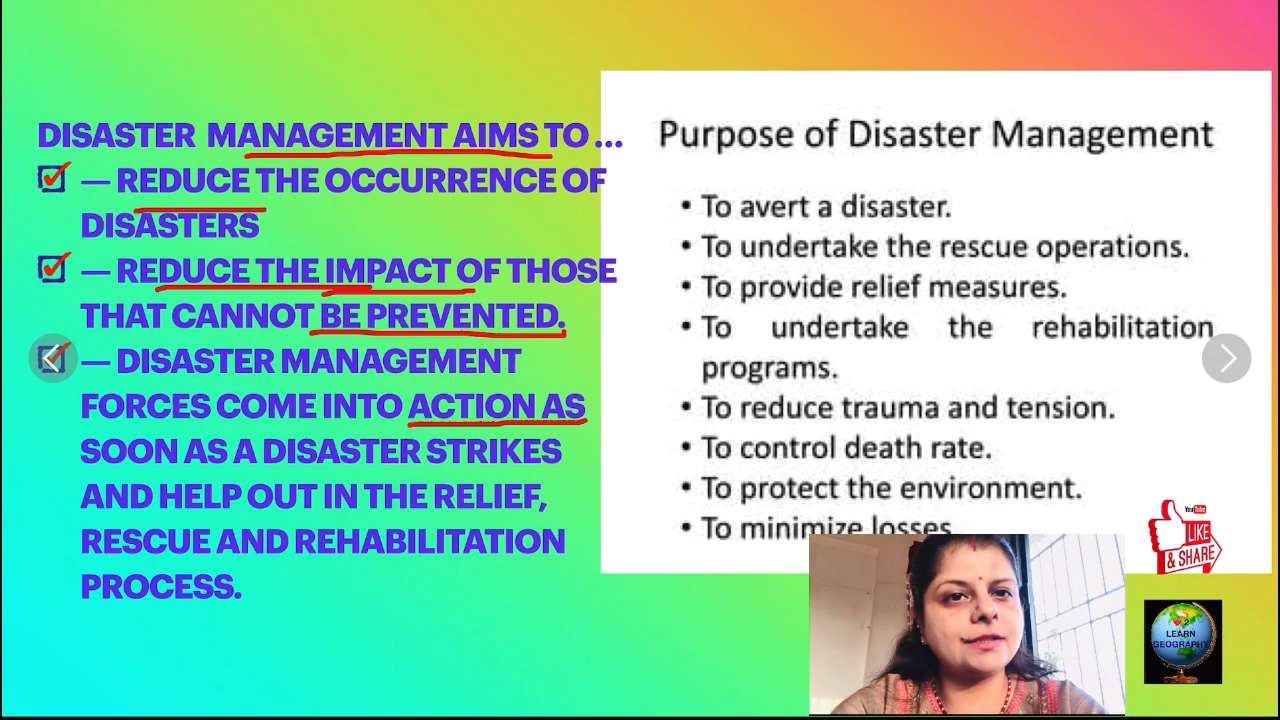 DISASTER MANAGEMENT AIMS TO ...
— REDUCE THE OCCURRENCE OF
DISASTERS
— REDUCE THE IMPACT OF THOSE
THAT CANNOT BE PREVENTED.
— DISASTER MANAGEMENT
FORCES COME INTO ACTION AS
SOON AS A DISASTER STRIKES
AND HELP OUT IN THE RELIEF,
RESCUE AND REHABILITATION
PROCESS.
Purpose of Disaster Management
• To avert a disaster.
• To undertake the rescue operations.
• To provide relief measures.
• To undertake the rehabilitation
programs.
• To reduce trauma and tension.
• To control death rate.
• To protect the environment.
• To minimize losses.
YouTube
LIKE
& SHARE
LEARN
GEOGRAPHY